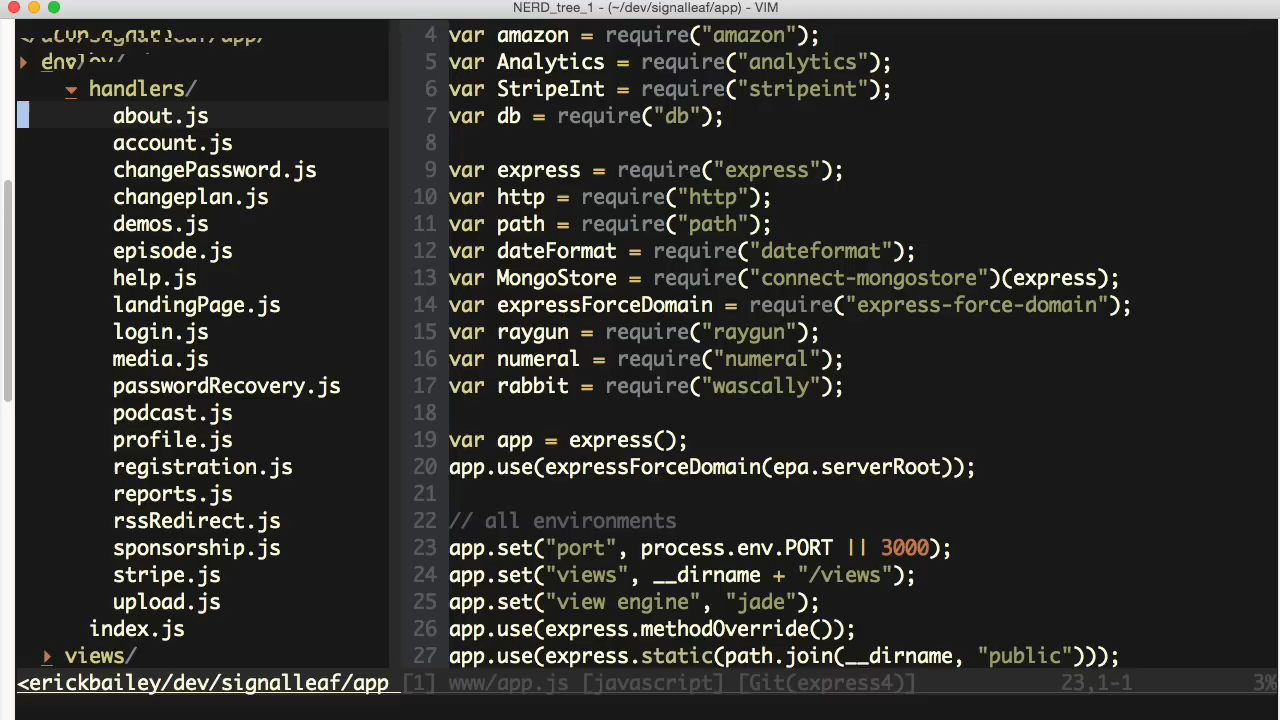 NERD_tree_1 - (~/dev/signalleaf/app) - VIM
handlers/
about.js
account.js
changePassword.js
changeplan.js
demos.js
episode.js
help.js
landingPage.js
login.js
media.js
passwordRecovery.js
podcast.js
profile.js
registration.js
reports.js
rssRedirect.js
sponsorship.js
stripe.js
upload.js
index.js
views/
4 var amazon = require("amazon");
5 var Analytics = require("analytics");
6 var StripeInt = require("stripeint");
7 var db = require("db");
8
9 var express = require("express");
10 var http = require("http");
11 var path = require("path");
12 var dateFormat = require("dateformat");
13 var MongoStore = require("connect-mongostore")(express);
14 var expressForceDomain = require("express-force-domain");
15 var raygun = require("raygun");
16 var numeral = require("numeral");
17 var rabbit = require("wascally");
18
19 var app = express();
20 app.use(expressForceDomain(epa.serverRoot));
21
22 // all environments
23 app.set("port", process.env.PORT || 3000);
24 app.set("views", __dirname + "/views");
25 app.set("view engine", "jade");
26 app.use(express.methodOverride());
27 app.use(express.static(path.join(__dirname, "public")));
<erickbailey/dev/signalleaf/app [1] www/app.js [javascript] [Git(express4)] 23,1-1 3%